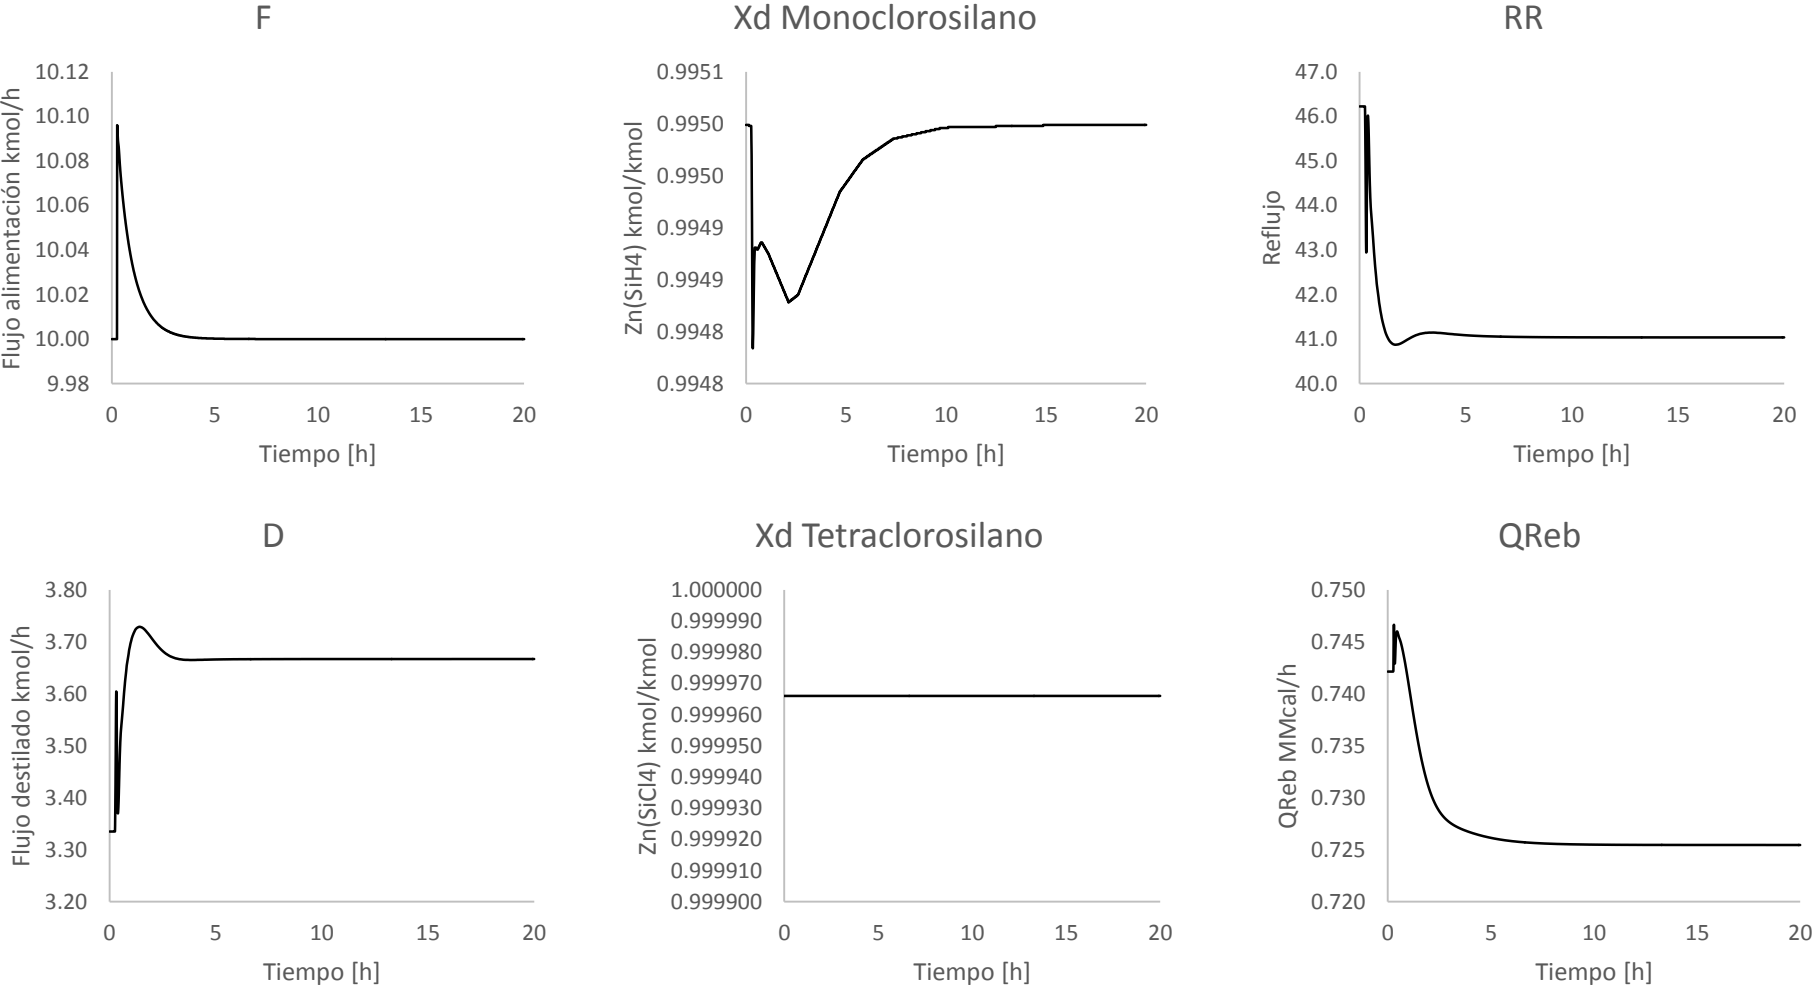 F
Flujo alimentación kmol/h
10.12
10.10
10.08
10.06
10.04
10.02
10.00
9.98
0 5 10 15 20
Tiempo [h]
Xd Monoclorosilano
Zn(SiH4) kmol/kmol
0.9951
0.9950
0.9950
0.9949
0.9949
0.9948
0.9948
0 5 10 15 20
Tiempo [h]
RR
Reflujo
47.0
46.0
45.0
44.0
43.0
42.0
41.0
40.0
0 5 10 15 20
Tiempo [h]
D
Flujo destilado kmol/h
3.80
3.70
3.60
3.50
3.40
3.30
3.20
0 5 10 15 20
Tiempo [h]
Xd Tetraclorosilano
Zn(SiCl4) kmol/kmol
1.000000
0.999990
0.999980
0.999970
0.999960
0.999950
0.999940
0.999930
0.999920
0.999910
0.999900
0 5 10 15 20
Tiempo [h]
QReb
QReb MMcal/h
0.750
0.745
0.740
0.735
0.730
0.725
0.720
0 5 10 15 20
Tiempo [h]